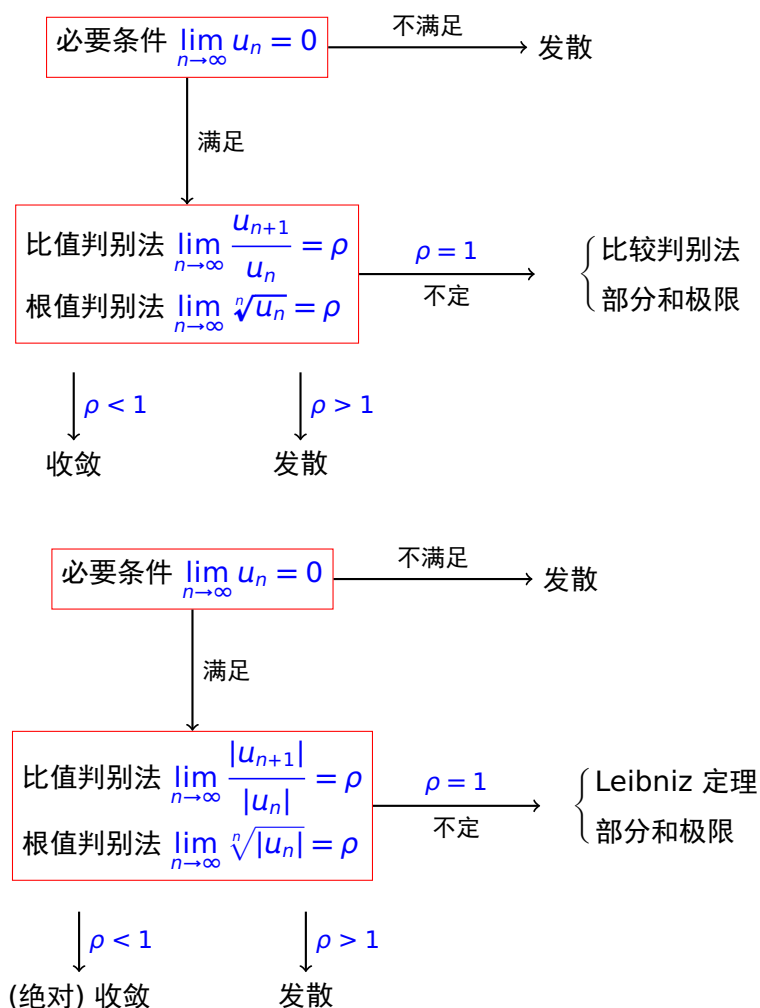 必要条件 lim_{n→∞} u_n = 0 不满足 发散
满足
比值判别法 lim_{n→∞} u_{n+1}/u_n = ρ
根值判别法 lim_{n→∞} ⁿ√u_n = ρ
ρ = 1
不定
比较判别法
部分和极限
ρ < 1 ρ > 1
收敛 发散
必要条件 lim_{n→∞} u_n = 0 不满足 发散
满足
比值判别法 lim_{n→∞} |u_{n+1}|/|u_n| = ρ
根值判别法 lim_{n→∞} ⁿ√|u_n| = ρ
ρ = 1
不定
Leibniz 定理
部分和极限
ρ < 1 ρ > 1
(绝对) 收敛 发散